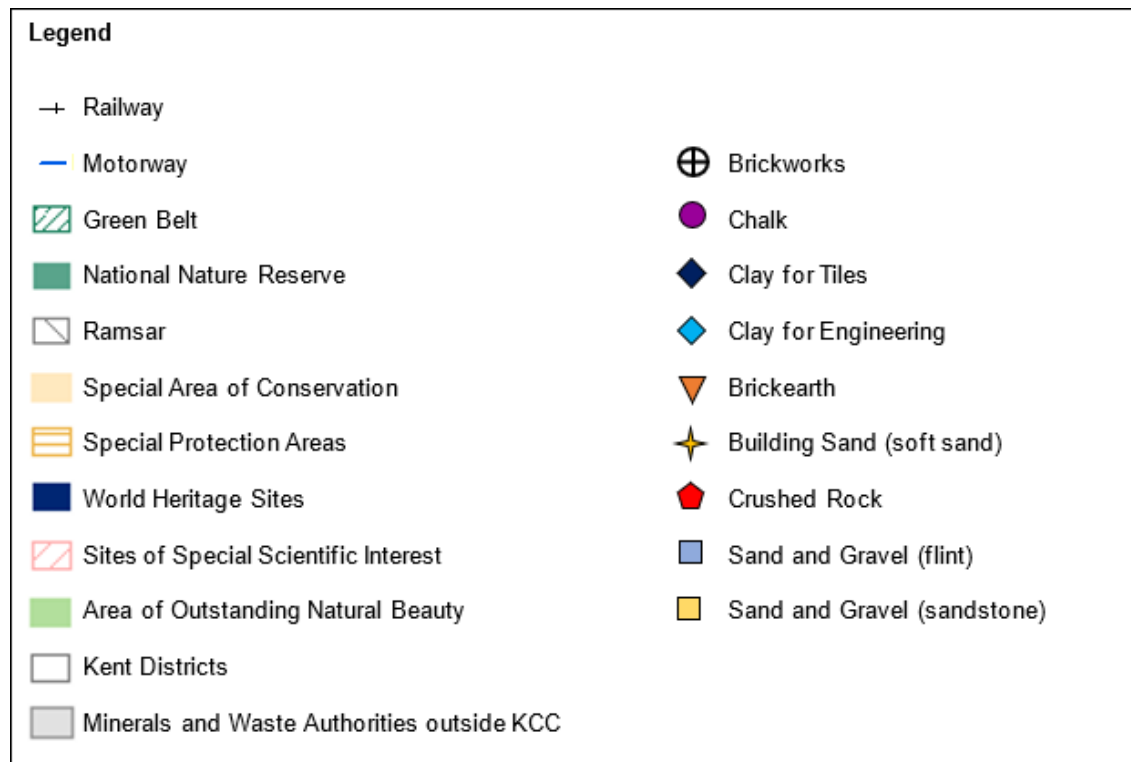 Legend
Railway
Motorway
Green Belt
National Nature Reserve
Ramsar
Special Area of Conservation
Special Protection Areas
World Heritage Sites
Sites of Special Scientific Interest
Area of Outstanding Natural Beauty
Kent Districts
Minerals and Waste Authorities outside KCC
Brickworks
Chalk
Clay for Tiles
Clay for Engineering
Brickearth
Building Sand (soft sand)
Crushed Rock
Sand and Gravel (flint)
Sand and Gravel (sandstone)